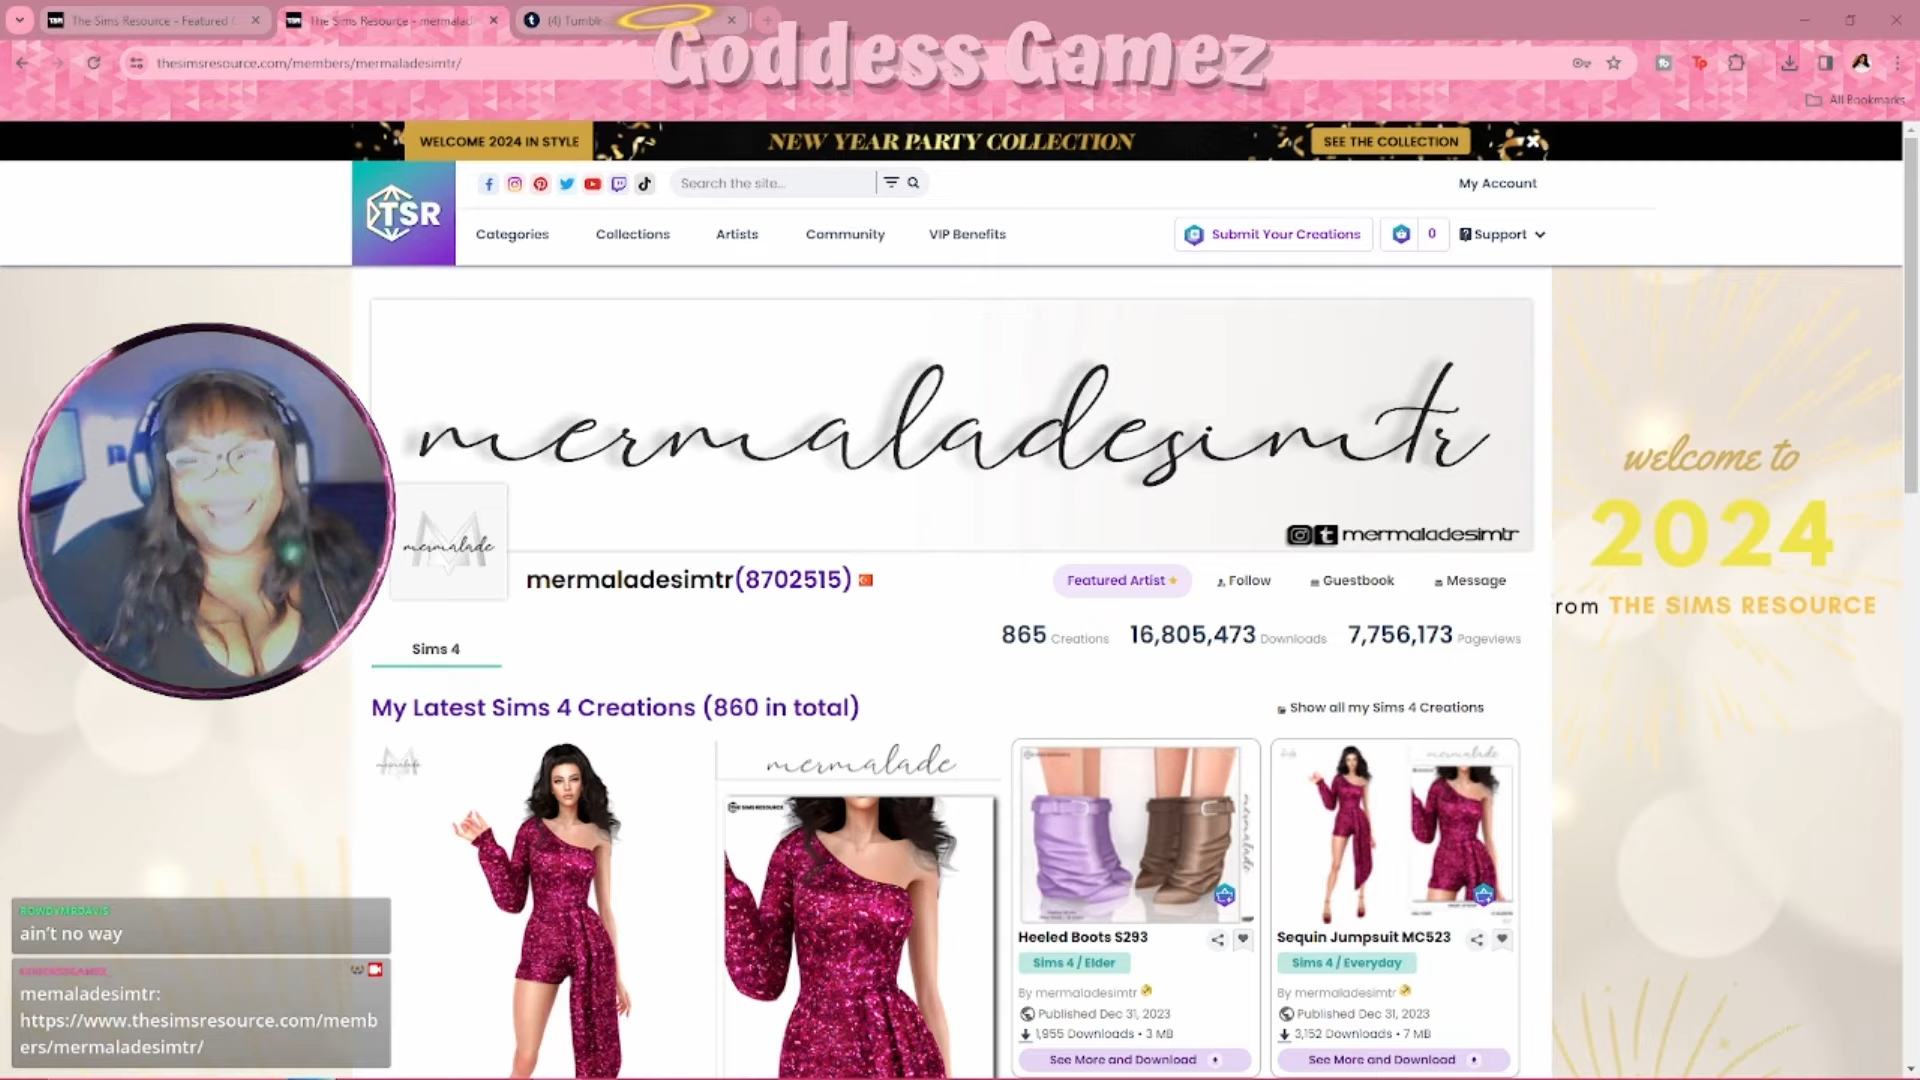 The Sims Resource - Featured C
The Sims Resource - mermalad
(4) Tumblr
Goddess Gamez
thesimsresource.com/members/mermaladesimtr/
All Bookmarks
WELCOME 2024 IN STYLE
NEW YEAR PARTY COLLECTION
SEE THE COLLECTION
TSR
Search the site...
My Account
Categories
Collections
Artists
Community
VIP Benefits
Submit Your Creations
0
Support
mermaladesimtr
mermaladesimtr
mermalade
welcome to
2024
rom THE SIMS RESOURCE
mermaladesimtr(8702515)
Featured Artist
Follow
Guestbook
Message
865 Creations
16,805,473 Downloads
7,756,173 Pageviews
Sims 4
My Latest Sims 4 Creations (860 in total)
Show all my Sims 4 Creations
mermalade
THE SIMS RESOURCE
mermalade
Heeled Boots S293
Sims 4 / Elder
By mermaladesimtr
Published Dec 31, 2023
1,955 Downloads • 3 MB
See More and Download
mermalade
Sequin Jumpsuit MC523
Sims 4 / Everyday
By mermaladesimtr
Published Dec 31, 2023
3,152 Downloads • 7 MB
See More and Download
ain't no way
memaladesimtr:
https://www.thesimsresource.com/memb
ers/mermaladesimtr/